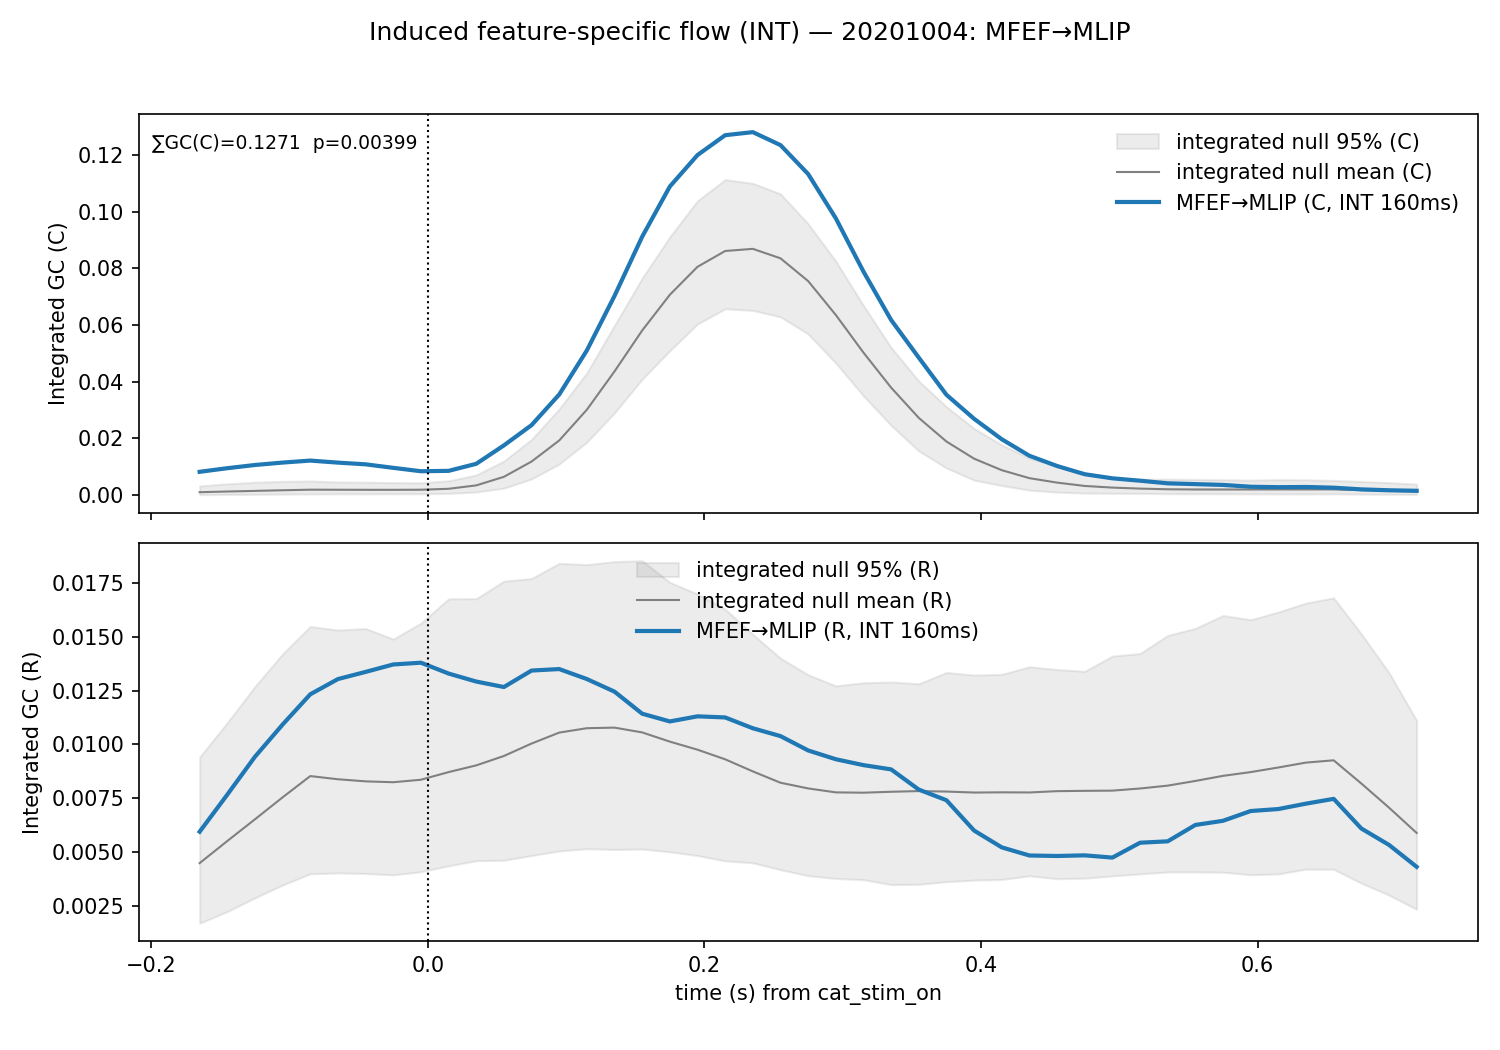 Induced feature-specific flow (INT) — 20201004: MFEF→MLIP
∑GC(C)=0.1271  p=0.00399
integrated null 95% (C)
integrated null mean (C)
MFEF→MLIP (C, INT 160ms)
Integrated GC (C)
0.12
0.10
0.08
0.06
0.04
0.02
0.00
integrated null 95% (R)
integrated null mean (R)
MFEF→MLIP (R, INT 160ms)
Integrated GC (R)
0.0175
0.0150
0.0125
0.0100
0.0075
0.0050
0.0025
−0.2 0.0 0.2 0.4 0.6
time (s) from cat_stim_on